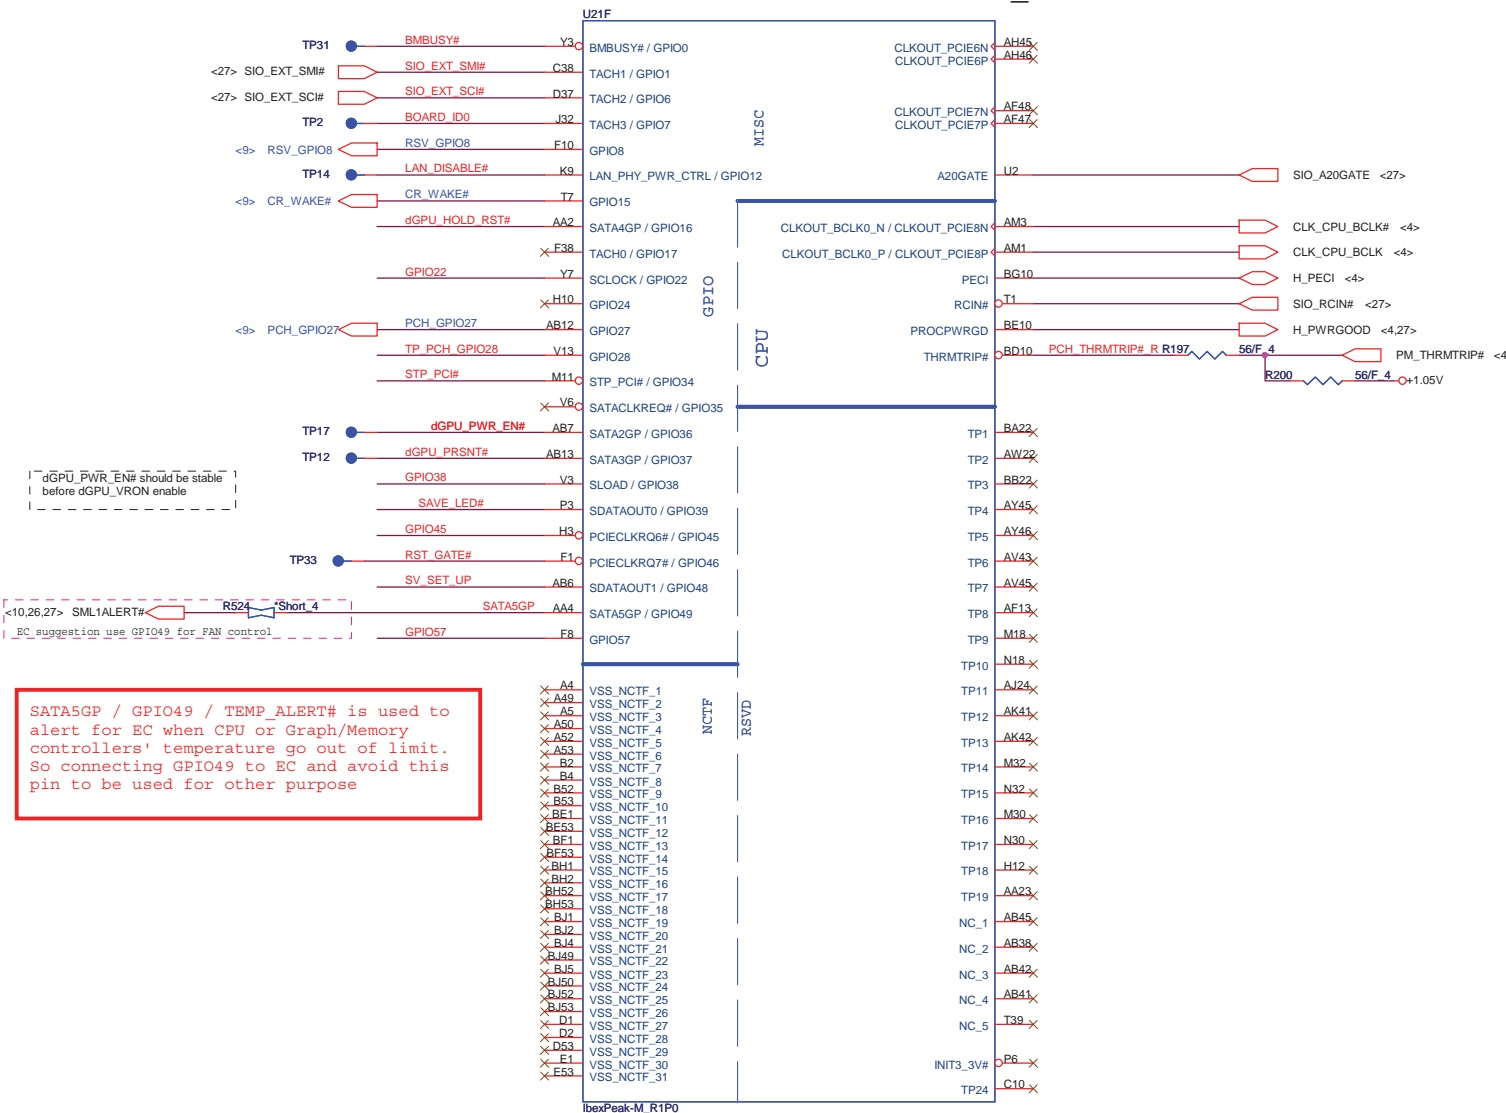 U21F
TP31 BMBUSY# Y3 BMBUSY# / GPIO0
<27> SIO_EXT_SMI# SIO_EXT_SMI# C38 TACH1 / GPIO1
<27> SIO_EXT_SCI# SIO_EXT_SCI# D37 TACH2 / GPIO6
TP2 BOARD_ID0 J32 TACH3 / GPIO7
<9> RSV_GPIO8 RSV_GPIO8 F10 GPIO8
TP14 LAN_DISABLE# K9 LAN_PHY_PWR_CTRL / GPIO12
<9> CR_WAKE# CR_WAKE# T7 GPIO15
dGPU_HOLD_RST# AA2 SATA4GP / GPIO16
F38 TACH0 / GPIO17
GPIO22 Y7 SCLOCK / GPIO22
H10 GPIO24
<9> PCH_GPIO27 PCH_GPIO27 AB12 GPIO27
TP_PCH_GPIO28 V13 GPIO28
STP_PCI# M11 STP_PCI# / GPIO34
V6 SATACLKREQ# / GPIO35
TP17 dGPU_PWR_EN# AB7 SATA2GP / GPIO36
TP12 dGPU_PRSNT# AB13 SATA3GP / GPIO37
GPIO38 V3 SLOAD / GPIO38
SAVE_LED# P3 SDATAOUT0 / GPIO39
GPIO45 H3 PCIECLKRQ6# / GPIO45
TP33 RST_GATE# F1 PCIECLKRQ7# / GPIO46
SV_SET_UP AB6 SDATAOUT1 / GPIO48
<10,26,27> SML1ALERT# R524 *Short_4 SATA5GP AA4 SATA5GP / GPIO49
GPIO57 F8 GPIO57
dGPU_PWR_EN# should be stable
before dGPU_VRON enable
EC suggestion use GPIO49 for FAN control
SATA5GP / GPIO49 / TEMP_ALERT# is used to
alert for EC when CPU or Graph/Memory
controllers' temperature go out of limit.
So connecting GPIO49 to EC and avoid this
pin to be used for other purpose
A4 VSS_NCTF_1
A49 VSS_NCTF_2
A5 VSS_NCTF_3
A50 VSS_NCTF_4
A52 VSS_NCTF_5
A53 VSS_NCTF_6
B2 VSS_NCTF_7
B4 VSS_NCTF_8
B52 VSS_NCTF_9
B53 VSS_NCTF_10
BE1 VSS_NCTF_11
BE53 VSS_NCTF_12
BF1 VSS_NCTF_13
BF53 VSS_NCTF_14
BH1 VSS_NCTF_15
BH2 VSS_NCTF_16
BH52 VSS_NCTF_17
BH53 VSS_NCTF_18
BJ1 VSS_NCTF_19
BJ2 VSS_NCTF_20
BJ4 VSS_NCTF_21
BJ49 VSS_NCTF_22
BJ5 VSS_NCTF_23
BJ50 VSS_NCTF_24
BJ52 VSS_NCTF_25
BJ53 VSS_NCTF_26
D1 VSS_NCTF_27
D2 VSS_NCTF_28
D53 VSS_NCTF_29
E1 VSS_NCTF_30
E53 VSS_NCTF_31
MISC
GPIO
CPU
NCTF
RSVD
CLKOUT_PCIE6N AH45
CLKOUT_PCIE6P AH46
CLKOUT_PCIE7N AF48
CLKOUT_PCIE7P AF47
A20GATE U2 SIO_A20GATE <27>
CLKOUT_BCLK0_N / CLKOUT_PCIE8N AM3 CLK_CPU_BCLK# <4>
CLKOUT_BCLK0_P / CLKOUT_PCIE8P AM1 CLK_CPU_BCLK <4>
PECI BG10 H_PECI <4>
RCIN# T1 SIO_RCIN# <27>
PROCPWRGD BE10 H_PWRGOOD <4,27>
THRMTRIP# BD10 PCH_THRMTRIP#_R R197 56/F_4 PM_THRMTRIP# <4
R200 56/F_4 +1.05V
TP1 BA22
TP2 AW22
TP3 BB22
TP4 AY45
TP5 AY46
TP6 AV43
TP7 AV45
TP8 AF13
TP9 M18
TP10 N18
TP11 AJ24
TP12 AK41
TP13 AK42
TP14 M32
TP15 N32
TP16 M30
TP17 N30
TP18 H12
TP19 AA23
NC_1 AB45
NC_2 AB38
NC_3 AB42
NC_4 AB41
NC_5 T39
INIT3_3V# P6
TP24 C10
IbexPeak-M_R1P0